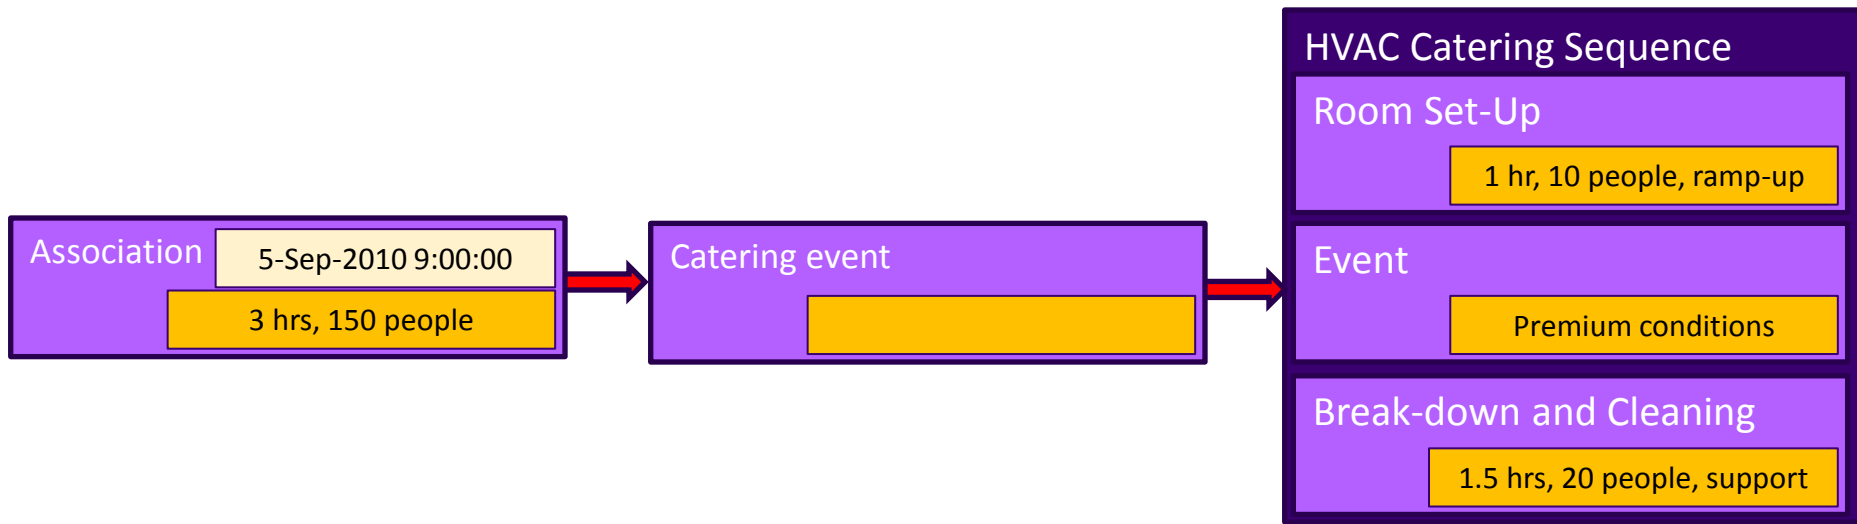 Association
5-Sep-2010 9:00:00
3 hrs, 150 people
Catering event
HVAC Catering Sequence
Room Set-Up
1 hr, 10 people, ramp-up
Event
Premium conditions
Break-down and Cleaning
1.5 hrs, 20 people, support